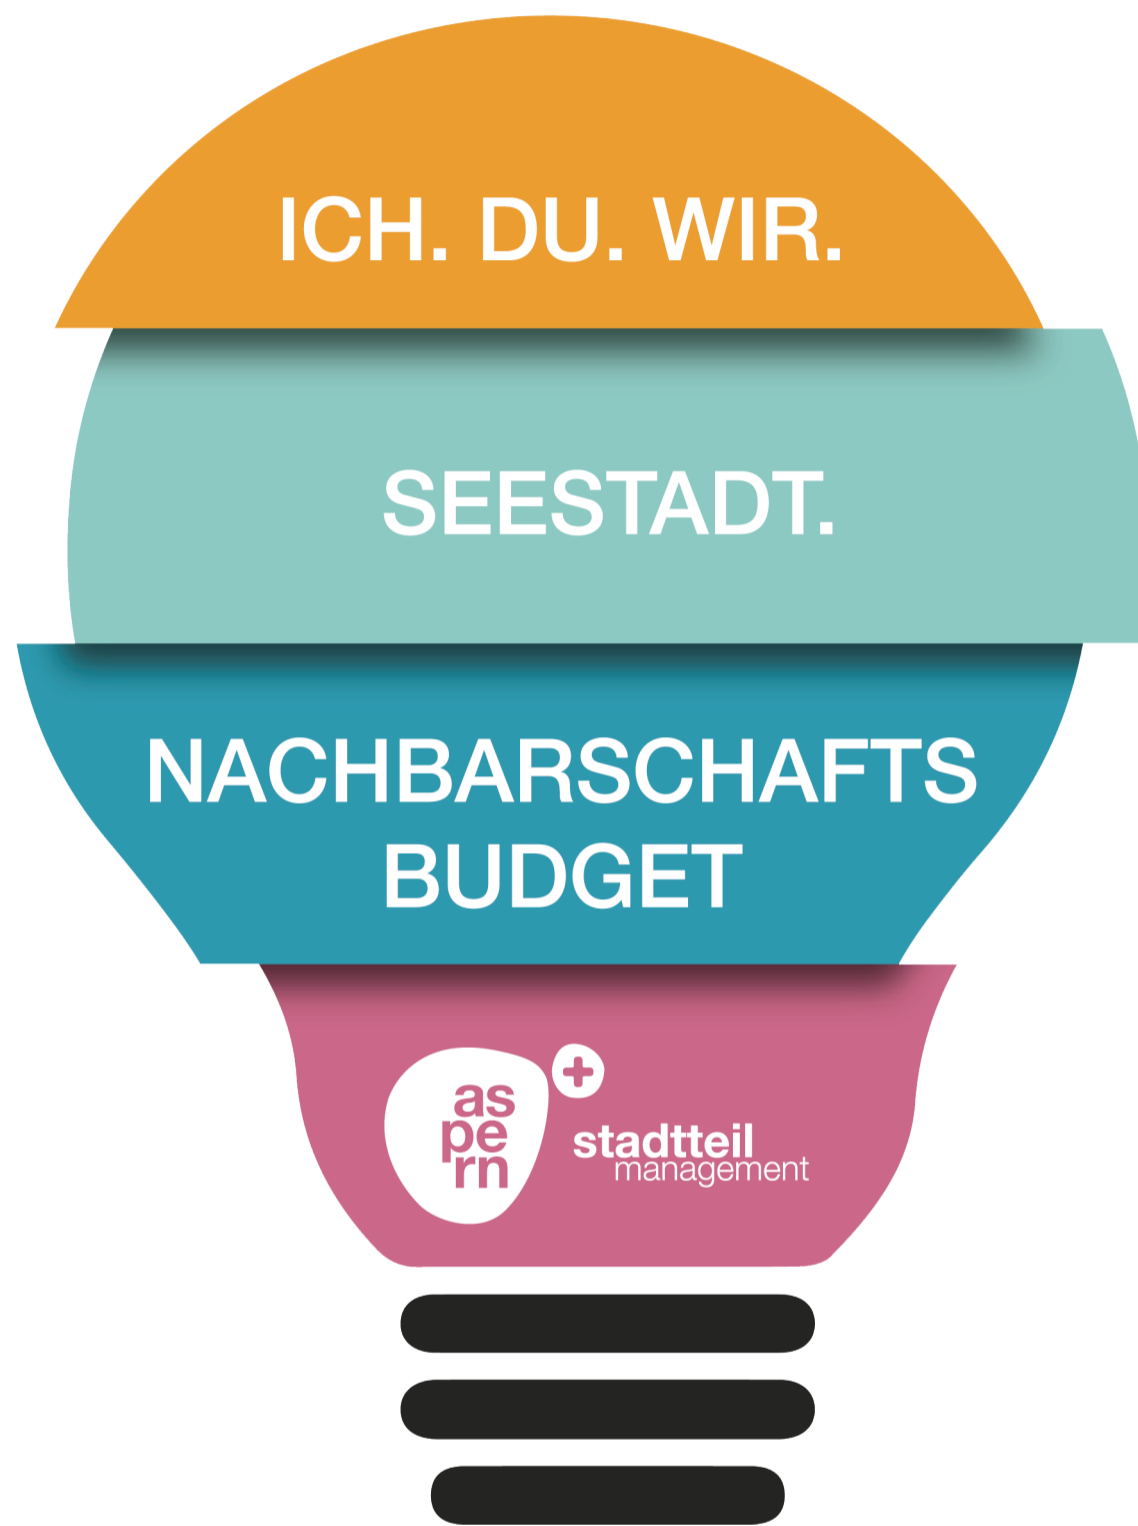 ICH. DU. WIR.
SEESTADT.
NACHBARSCHAFTS
BUDGET
as
pe
rn
+
stadtteil
management